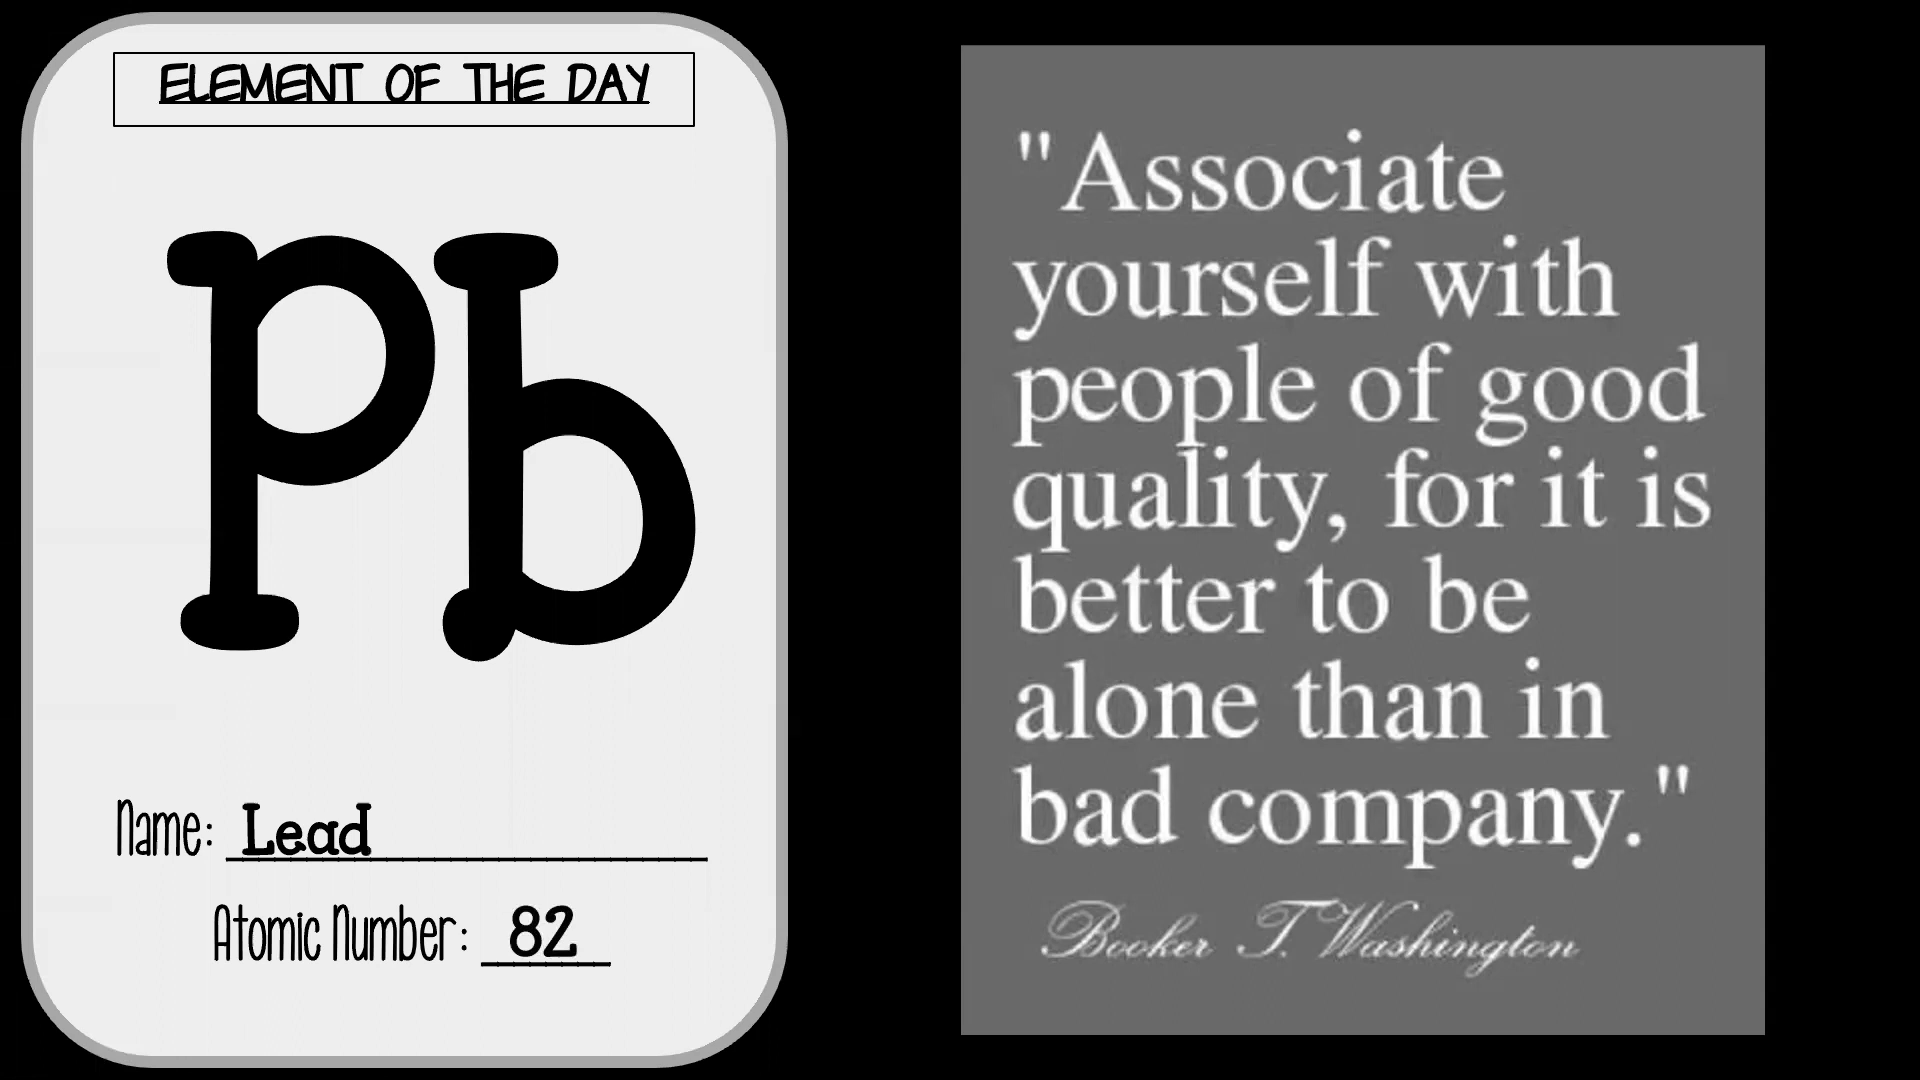 ELEMENT OF THE DAY
Pb
Name: Lead
Atomic Number: 82
"Associate
yourself with
people of good
quality, for it is
better to be
alone than in
bad company."
Booker T. Washington